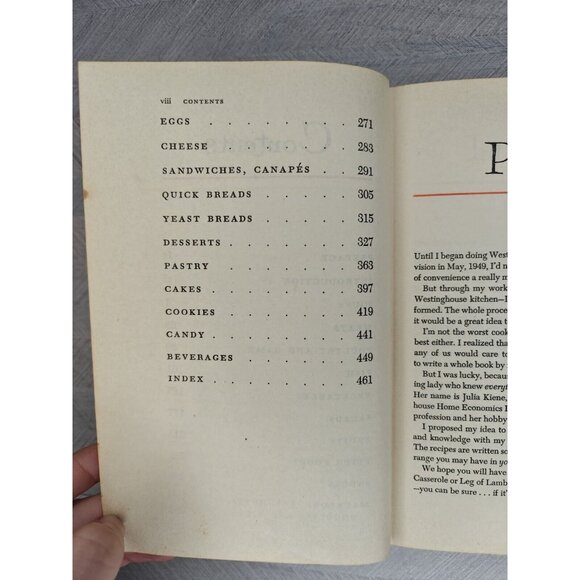 viii CONTENTS
EGGS . . . . . . . . 271
CHEESE . . . . . . . 283
SANDWICHES, CANAPÉS . . . . 291
QUICK BREADS . . . . . . 305
YEAST BREADS . . . . . . 315
DESSERTS . . . . . . . 327
PASTRY . . . . . . . 363
CAKES . . . . . . . 397
COOKIES . . . . . . . 419
CANDY . . . . . . . 441
BEVERAGES . . . . . . 449
INDEX . . . . . . . 461
P
Until I began doing West
vision in May, 1949, I'd n
of convenience a really m
But through my work
Westinghouse kitchen—I
formed. The whole proce
it would be a great idea t
I'm not the worst cook
best either. I realized that
any of us would care to
to write a whole book by
But I was lucky, becau
ing lady who knew everyt
Her name is Julia Kiene,
house Home Economics I
profession and her hobby
I proposed my idea to
and knowledge with my
The recipes are written so
range you may have in yo
We hope you will have
Casserole or Leg of Lamb
—you can be sure . . . if it'